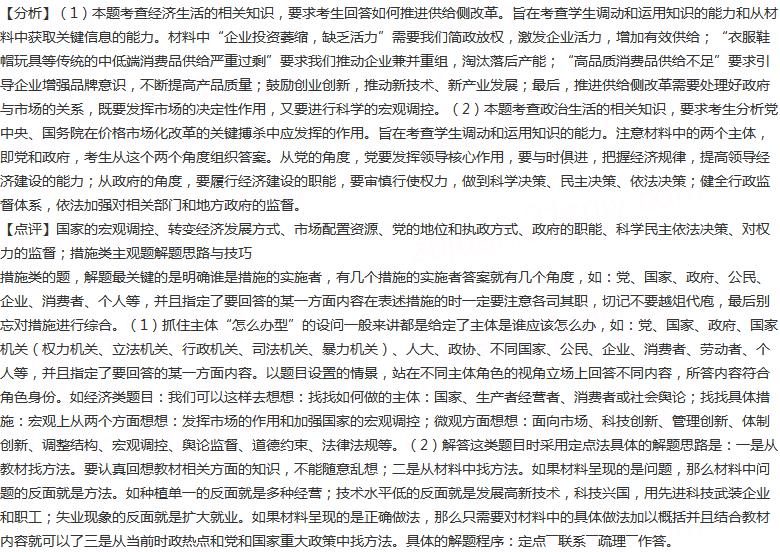 【分析】（1）本题考查经济生活的相关知识，要求考生回答如何推进供给侧改革。旨在考查学生调动和运用知识的能力和从材
料中获取关键信息的能力。材料中“企业投资萎缩，缺乏活力”需要我们简政放权，激发企业活力，增加有效供给；“衣服鞋
帽玩具等传统的中低端消费品供给严重过剩”要求我们推动企业兼并重组，淘汰落后产能；“高品质消费品供给不足”要求引
导企业增强品牌意识，不断提高产品质量；鼓励创业创新，推动新技术、新产业发展；最后，推进供给侧改革需要处理好政府
与市场的关系，既要发挥市场的决定性作用，又要进行科学的宏观调控。（2）本题考查政治生活的相关知识，要求考生分析党
中央、国务院在价格市场化改革的关键搏杀中应发挥的作用。旨在考查学生调动和运用知识的能力。注意材料中的两个主体，
即党和政府，考生从这个两个角度组织答案。从党的角度，党要发挥领导核心作用，要与时俱进，把握经济规律，提高领导经
济建设的能力；从政府的角度，要履行经济建设的职能，要审慎行使权力，做到科学决策、民主决策、依法决策；健全行政监
督体系，依法加强对相关部门和地方政府的监督。
【点评】国家的宏观调控、转变经济发展方式、市场配置资源、党的地位和执政方式、政府的职能、科学民主依法决策、对权
力的监督；措施类主观题解题思路与技巧
措施类的题，解题最关键的是明确谁是措施的实施者，有几个措施的实施者答案就有几个角度，如：党、国家、政府、公民、
企业、消费者、个人等，并且指定了要回答的某一方面内容在表述措施的时一定要注意各司其职，切记不要越俎代庖，最后别
忘对措施进行综合。（1）抓住主体“怎么办型”的设问一般来讲都是给定了主体是谁应该怎么办，如：党、国家、政府、国家
机关（权力机关、立法机关、行政机关、司法机关、暴力机关）、人大、政协、不同国家、公民、企业、消费者、劳动者、个
人等，并且指定了要回答的某一方面内容。以题目设置的情景，站在不同主体角色的视角立场上回答不同内容，所答内容符合
角色身份。如经济类题目：我们可以这样去想想：找找如何做的主体：国家、生产者经营者、消费者或社会舆论；找找具体措
施：宏观上从两个方面想想：发挥市场的作用和加强国家的宏观调控；微观方面想想：面向市场、科技创新、管理创新、体制
创新、调整结构、宏观调控、舆论监督、道德约束、法律法规等。（2）解答这类题目时采用定点法具体的解题思路是：一是从
教材找方法。要认真回想教材相关方面的知识，不能随意乱想；二是从材料中找方法。如果材料呈现的是问题，那么材料中问
题的反面就是方法。如种植单一的反面就是多种经营；技术水平低的反面就是发展高新技术，科技兴国，用先进科技武装企业
和职工；失业现象的反面就是扩大就业。如果材料呈现的是正确做法，那么只需要对材料中的具体做法加以概括并且结合教材
内容就可以了三是从当前时政热点和党和国家重大政策中找方法。具体的解题程序：定点￣联系￣疏理￣作答。